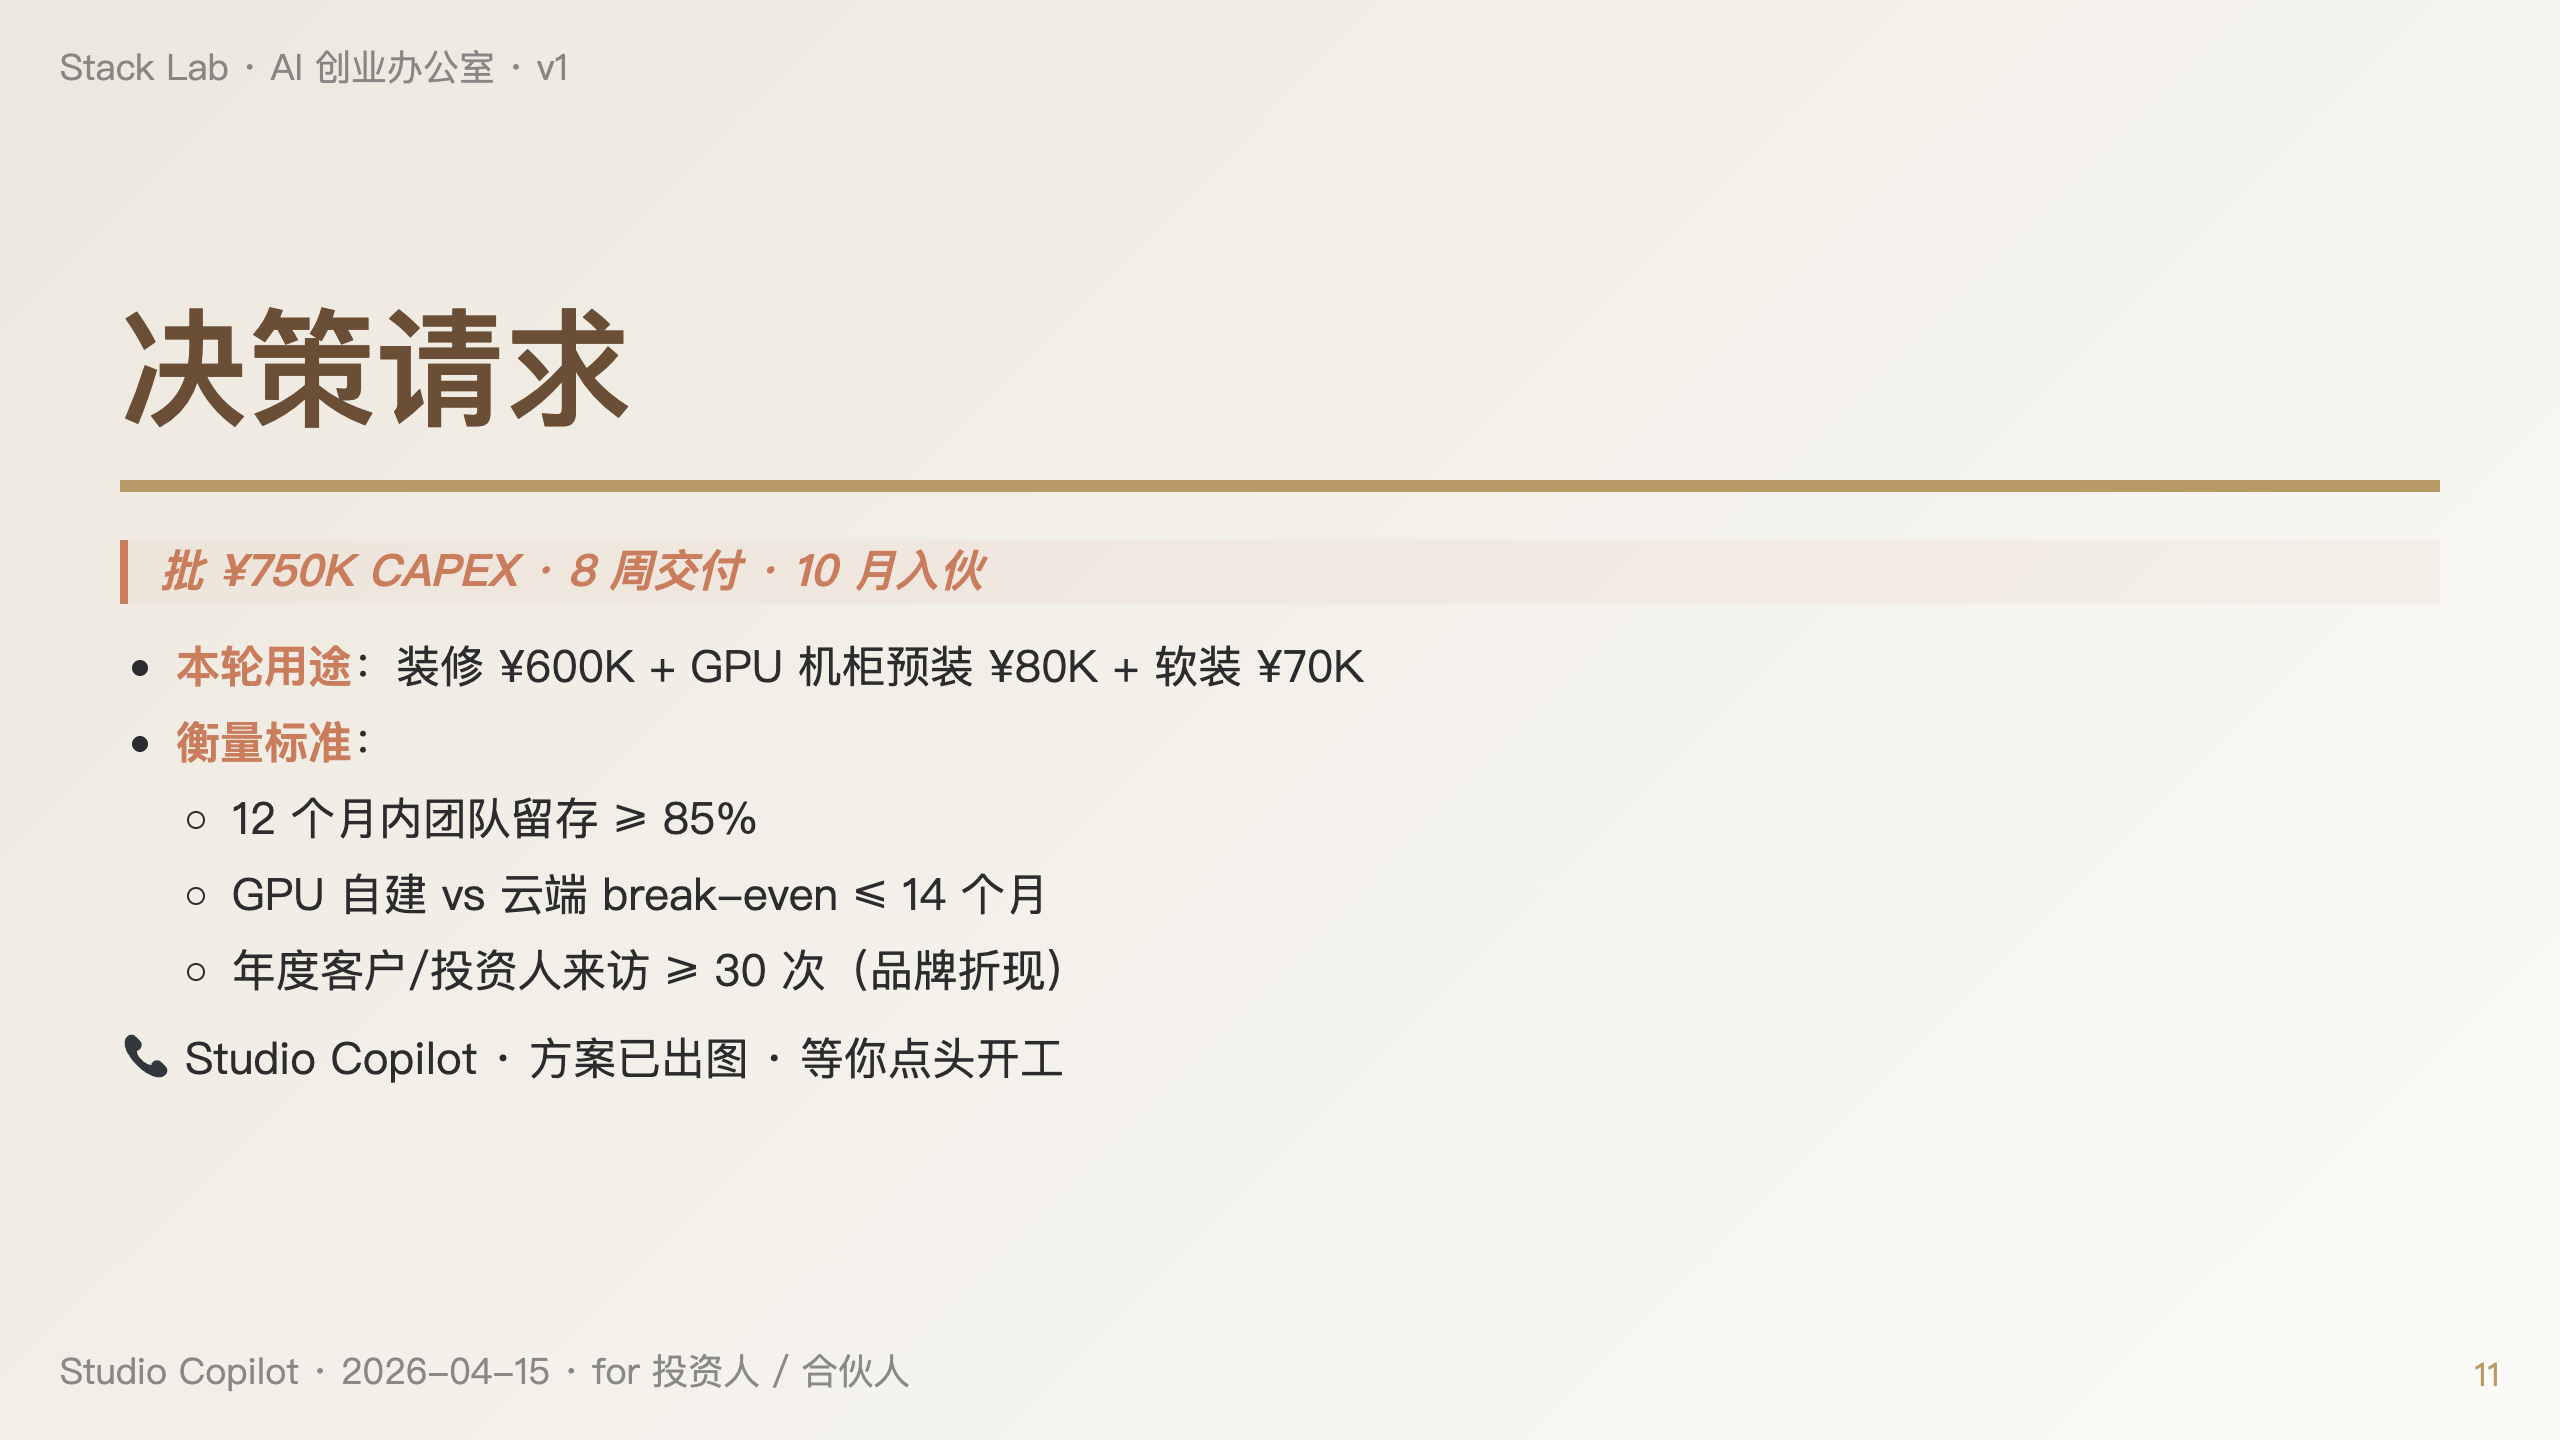 Stack Lab · AI 创业办公室 · v1
决策请求
批 ¥750K CAPEX · 8 周交付 · 10 月入伙
• 本轮用途：装修 ¥600K + GPU 机柜预装 ¥80K + 软装 ¥70K
• 衡量标准：
○ 12 个月内团队留存 ≥ 85%
○ GPU 自建 vs 云端 break-even ≤ 14 个月
○ 年度客户/投资人来访 ≥ 30 次（品牌折现）
📞 Studio Copilot · 方案已出图 · 等你点头开工
Studio Copilot · 2026-04-15 · for 投资人 / 合伙人
11